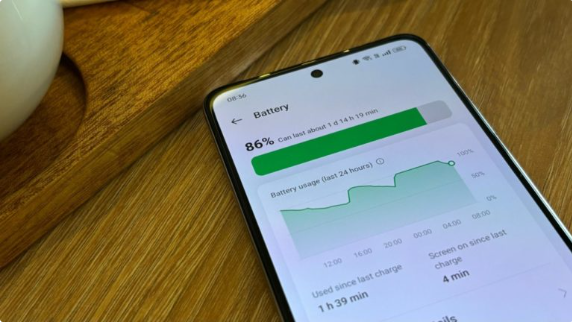 08:56
← Battery
86% Can last about 1 d 14 h 19 min
Battery usage (last 24 hours)
100%
50%
0%
12:00 16:00 20:00 00:00 04:00 08:00
Used since last charge
1 h 39 min
Screen on since last
charge
4 min